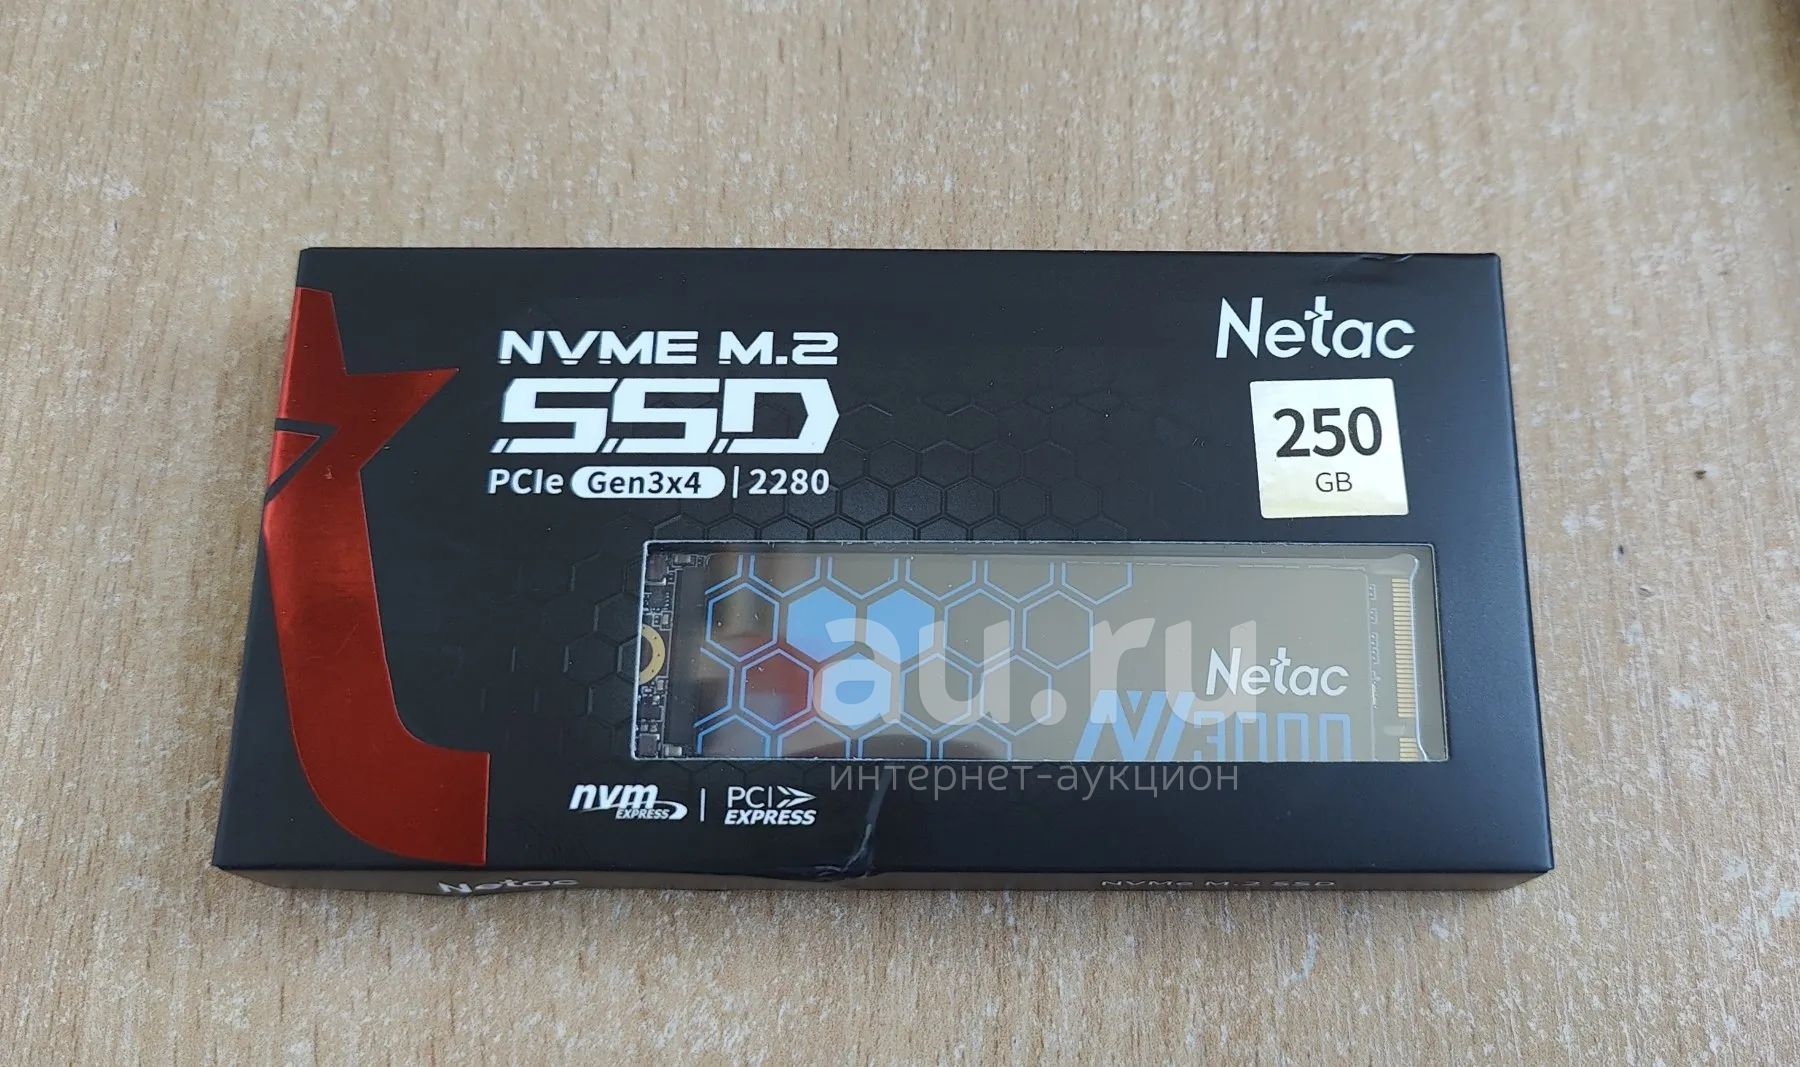 NVME M.2
SSD
PCIe Gen3x4 | 2280
Netac
250
GB
Netac
NV3000
au.ru
интернет-аукцион
nvm
EXPRESS
PCI
EXPRESS
Netac
NVMe M.2 SSD